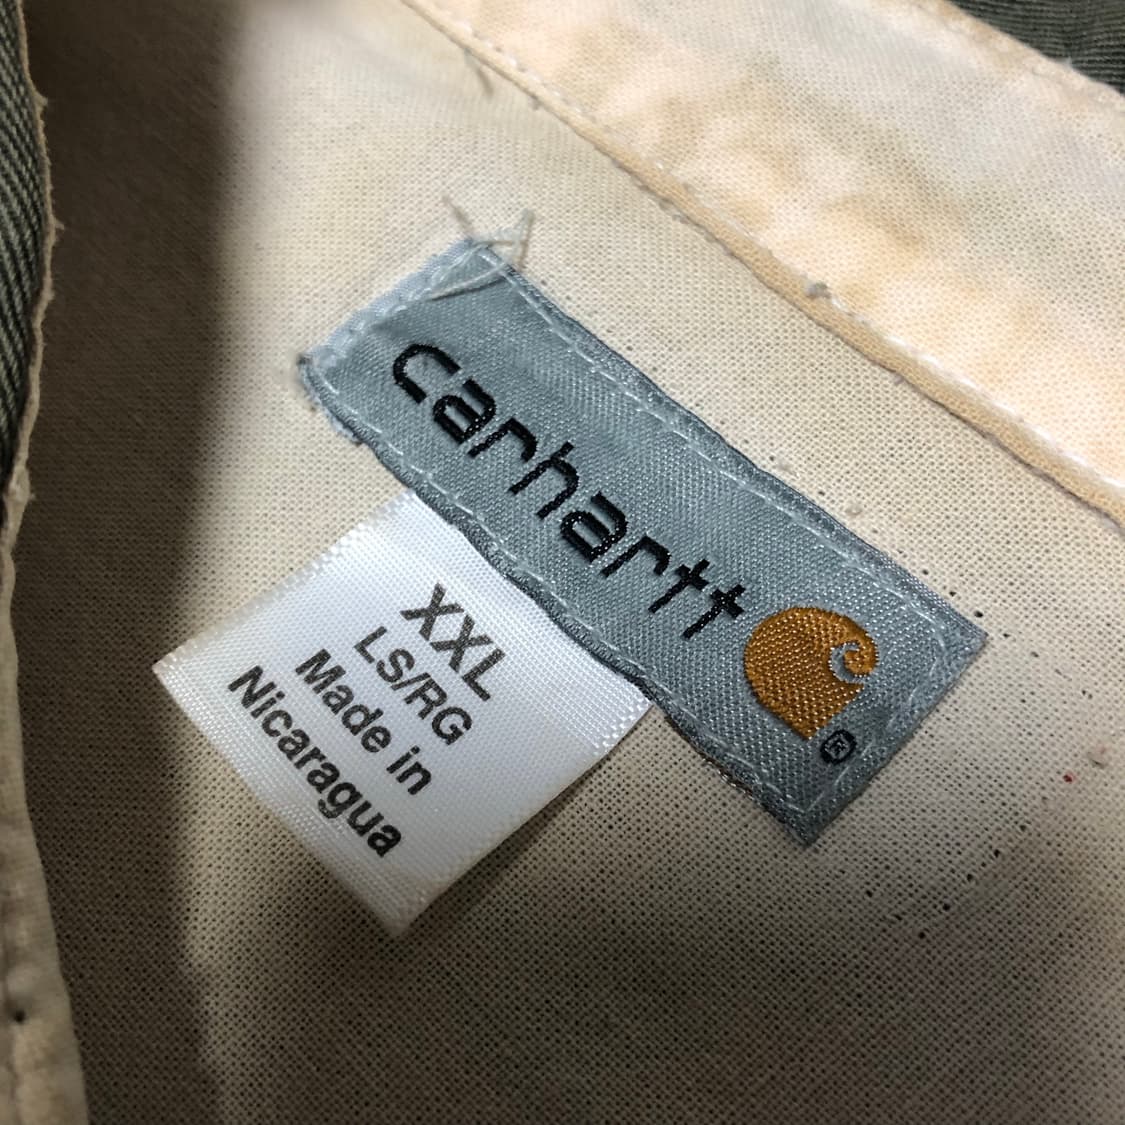 carhartt
®
XXL
LS/RG
Made in
Nicaragua